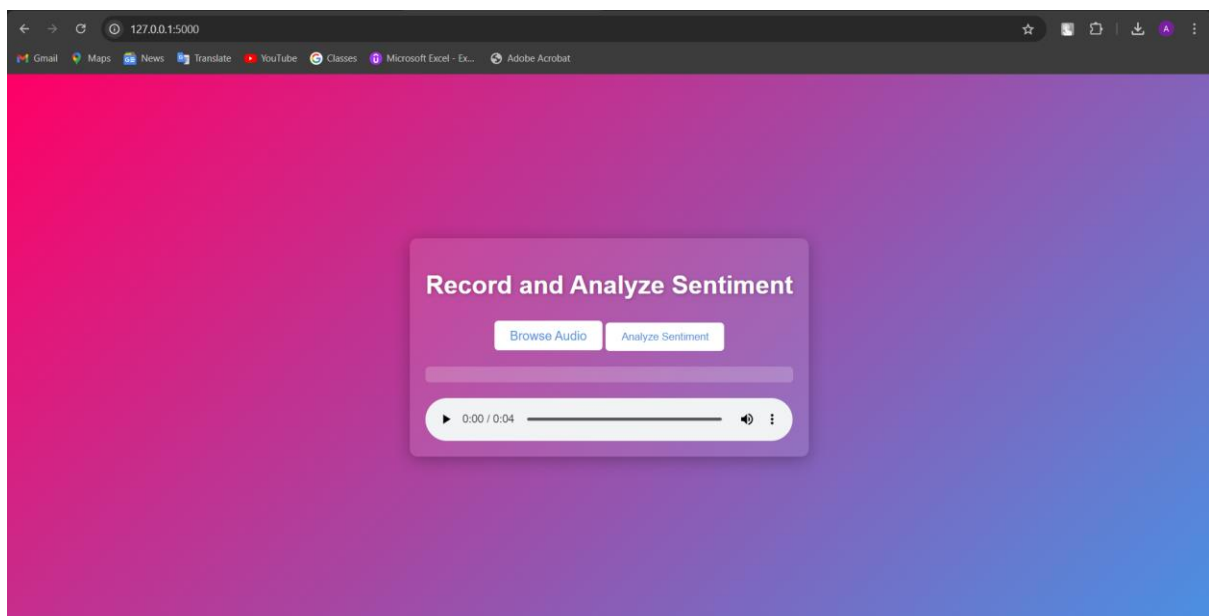 127.0.0.1:5000
A
Gmail Maps GB News Translate YouTube Classes Microsoft Excel - Ex... Adobe Acrobat
Record and Analyze Sentiment
Browse Audio Analyze Sentiment
0:00 / 0:04